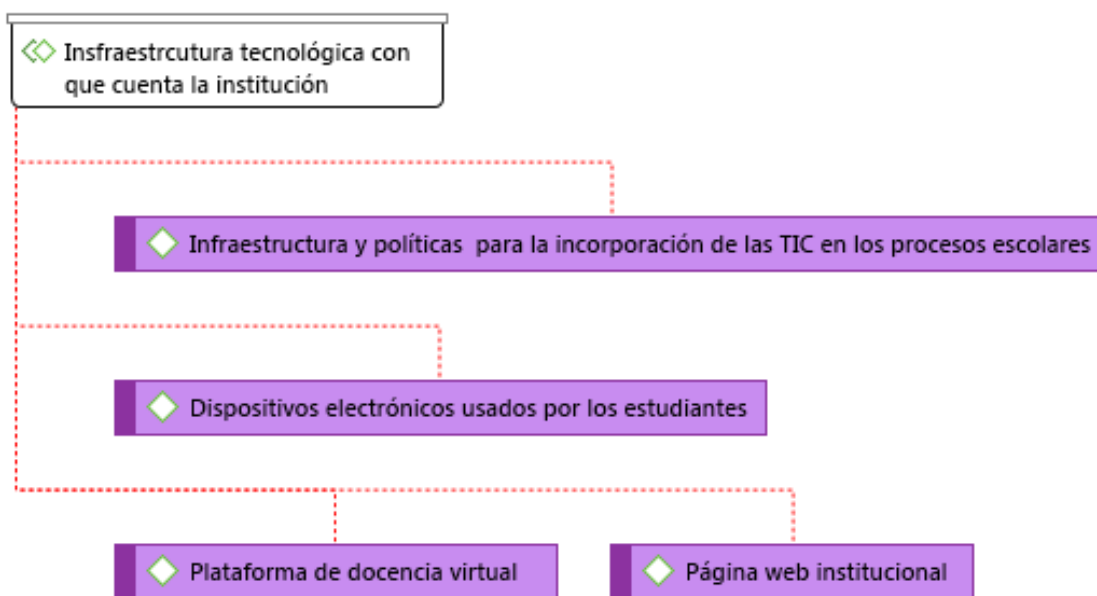 Insfraestrcutura tecnológica con
que cuenta la institución
Infraestructura y políticas para la incorporación de las TIC en los procesos escolares
Dispositivos electrónicos usados por los estudiantes
Plataforma de docencia virtual
Página web institucional